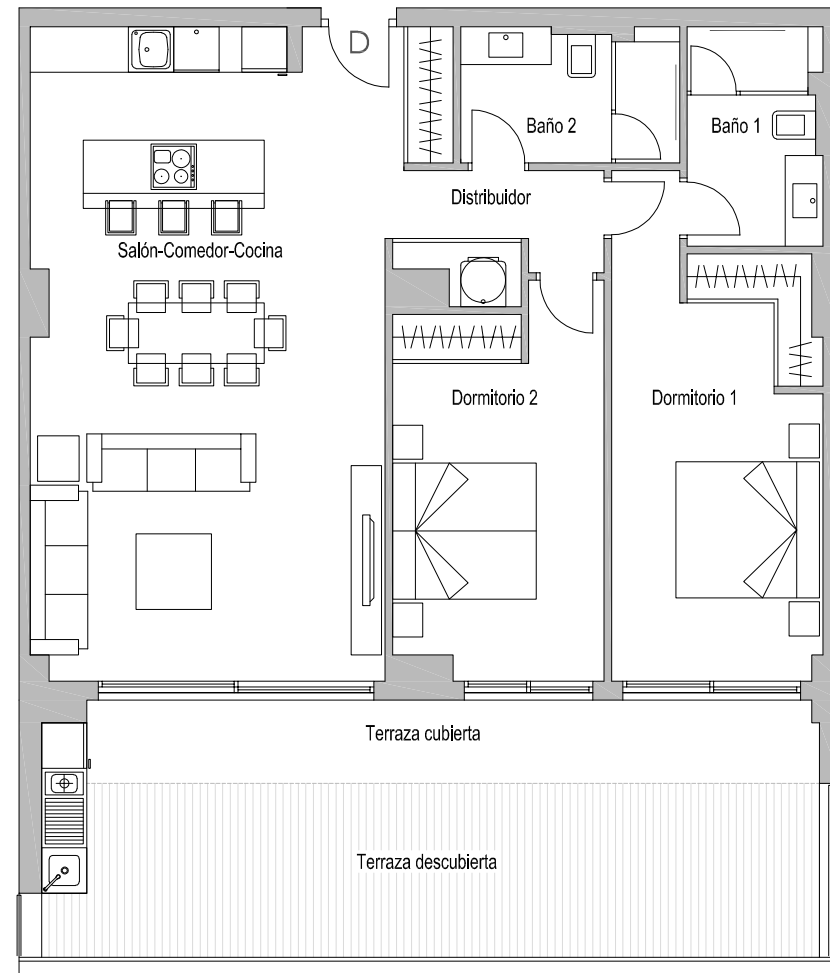 D
Baño 2
Baño 1
Distribuidor
Salón-Comedor-Cocina
Dormitorio 2
Dormitorio 1
Terraza cubierta
Terraza descubierta